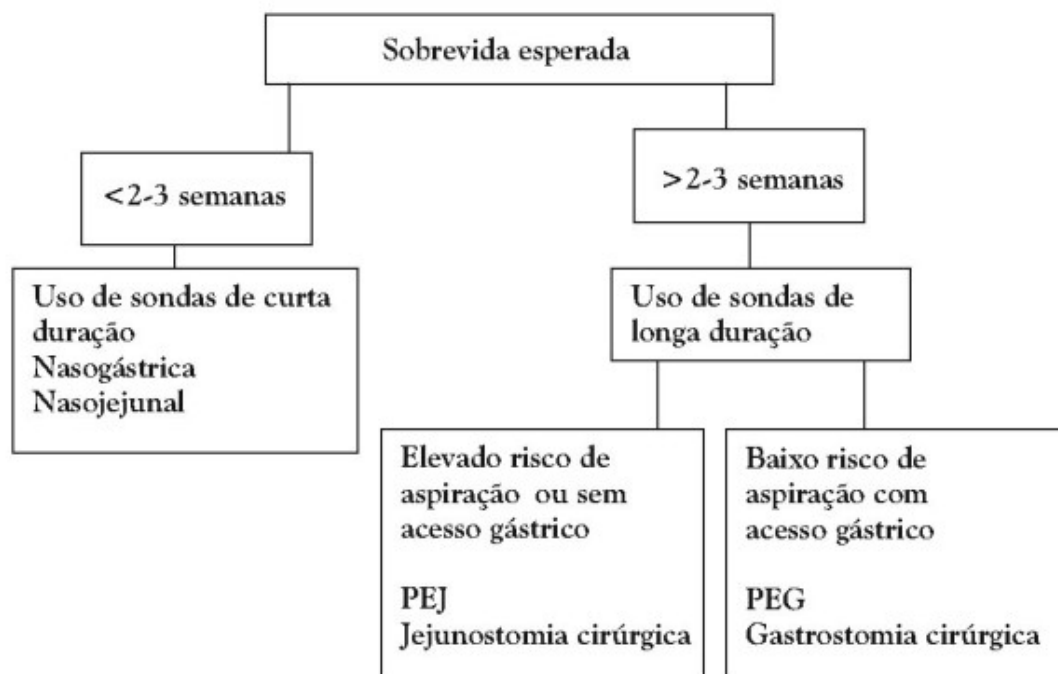 Sobrevida esperada
<2-3 semanas
>2-3 semanas
Uso de sondas de curta
duração
Nasogástrica
Nasojejunal
Uso de sondas de
longa duração
Elevado risco de
aspiração ou sem
acesso gástrico
PEJ
Jejunostomia cirúrgica
Baixo risco de
aspiração com
acesso gástrico
PEG
Gastrostomia cirúrgica